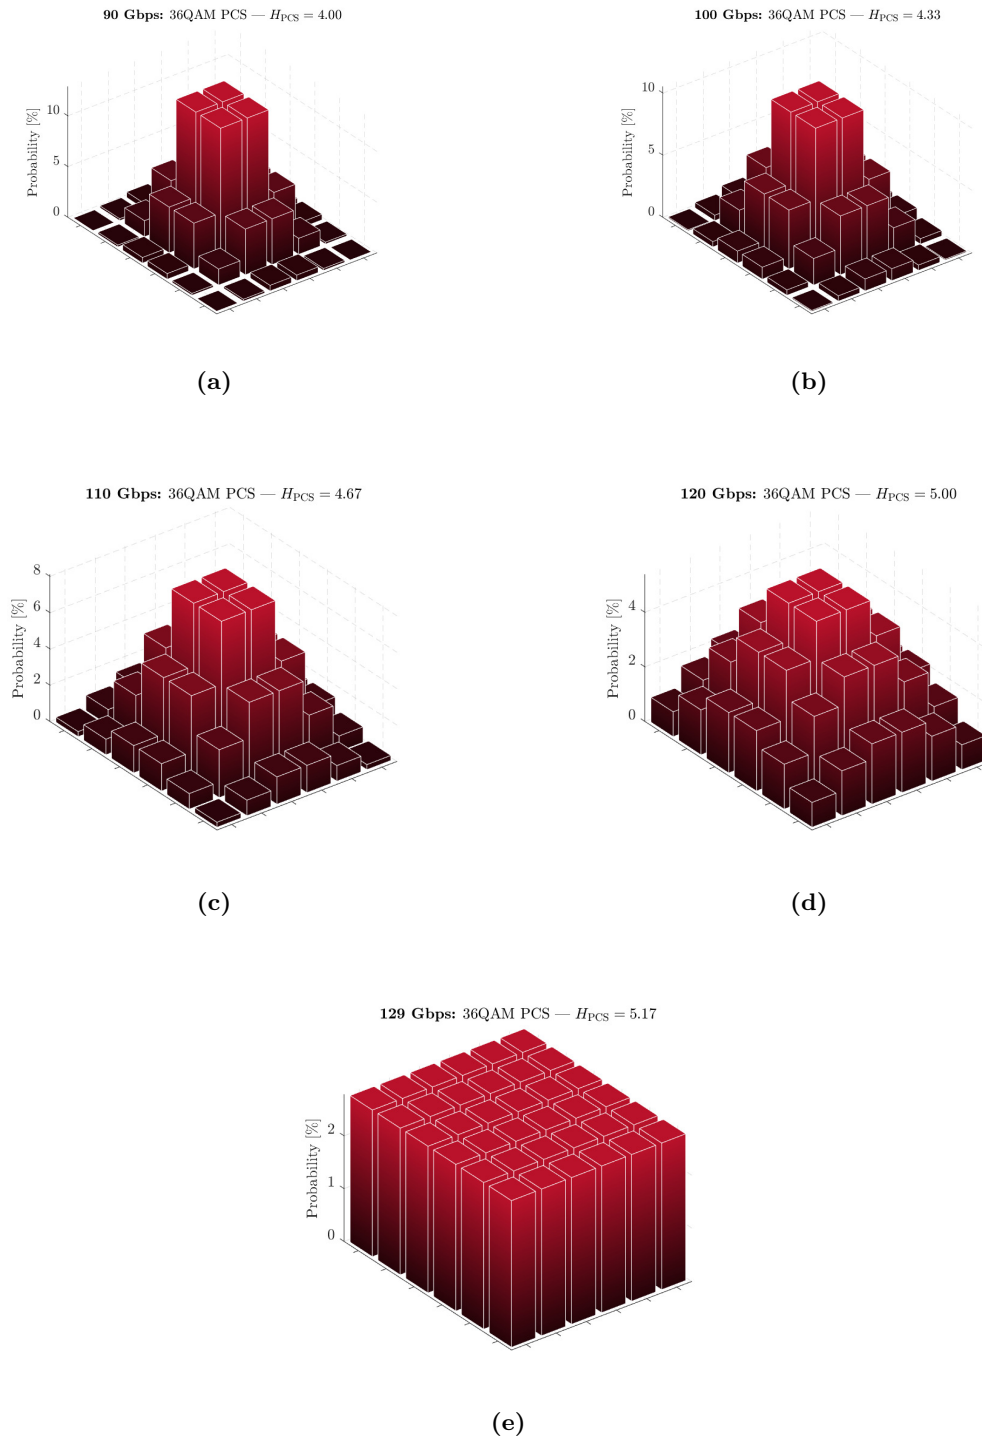 90 Gbps: 36QAM PCS — H_PCS = 4.00
Probability [%]
10
5
0
(a)
100 Gbps: 36QAM PCS — H_PCS = 4.33
Probability [%]
10
5
0
(b)
110 Gbps: 36QAM PCS — H_PCS = 4.67
Probability [%]
8
6
4
2
0
(c)
120 Gbps: 36QAM PCS — H_PCS = 5.00
Probability [%]
4
2
0
(d)
129 Gbps: 36QAM PCS — H_PCS = 5.17
Probability [%]
2
1
0
(e)